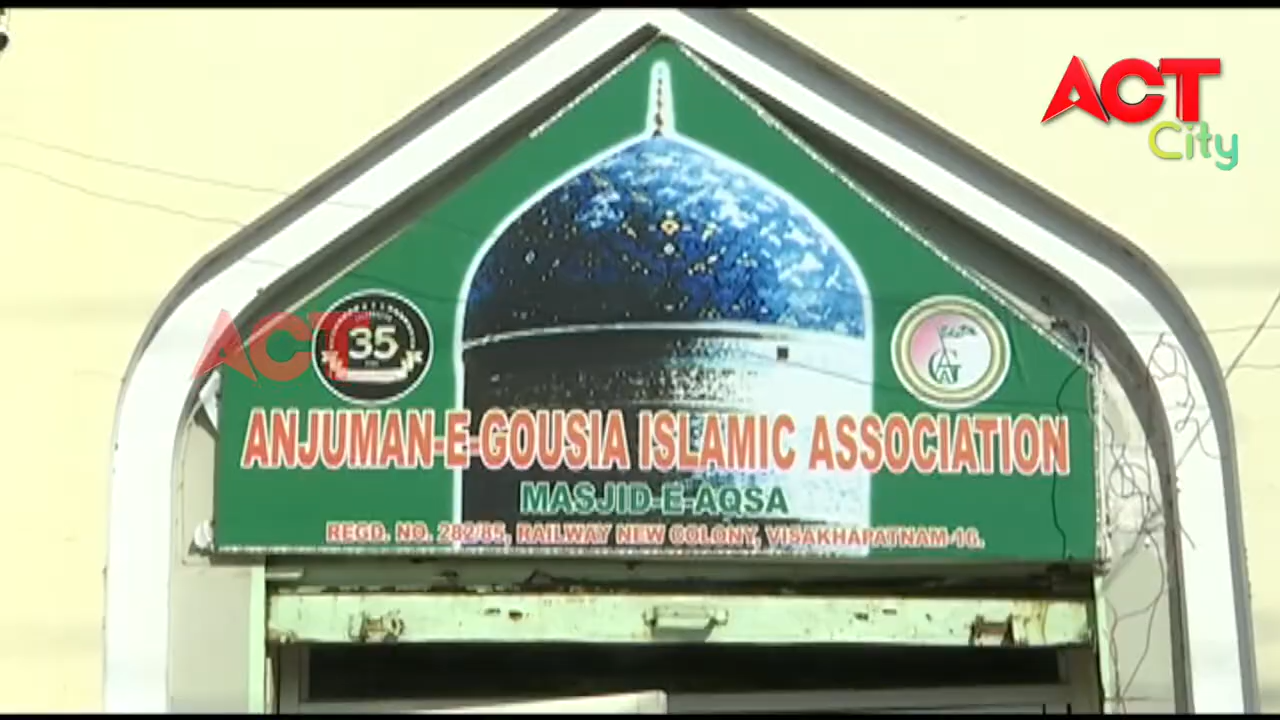 ACT
City
35
ACT
ANJUMAN-E-GOUSIA ISLAMIC ASSOCIATION
MASJID-E-AQSA
REGD. NO. 282/85, RAILWAY NEW COLONY, VISAKHAPATNAM-16.